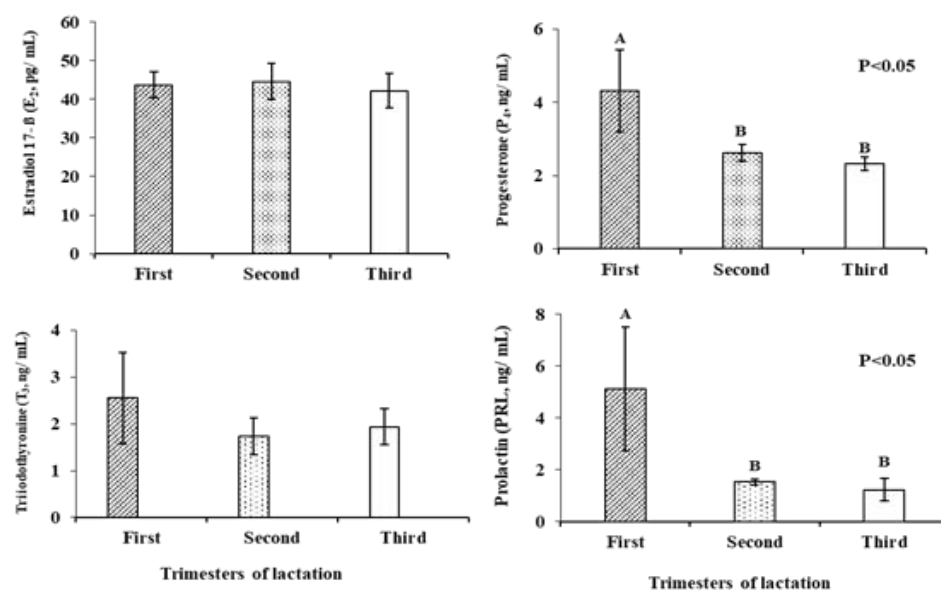 Estradiol 17- β (E₂, pg/ mL)
60
50
40
30
20
10
0
First Second Third
Progesterone (P₄, ng/ mL)
6
4
2
0
A
B
B
P<0.05
First Second Third
Triiodothyronine (T₃, ng/ mL)
4
3
2
1
0
First Second Third
Trimesters of lactation
Prolactin (PRL, ng/ mL)
8
6
4
2
0
A
B
B
P<0.05
First Second Third
Trimesters of lactation